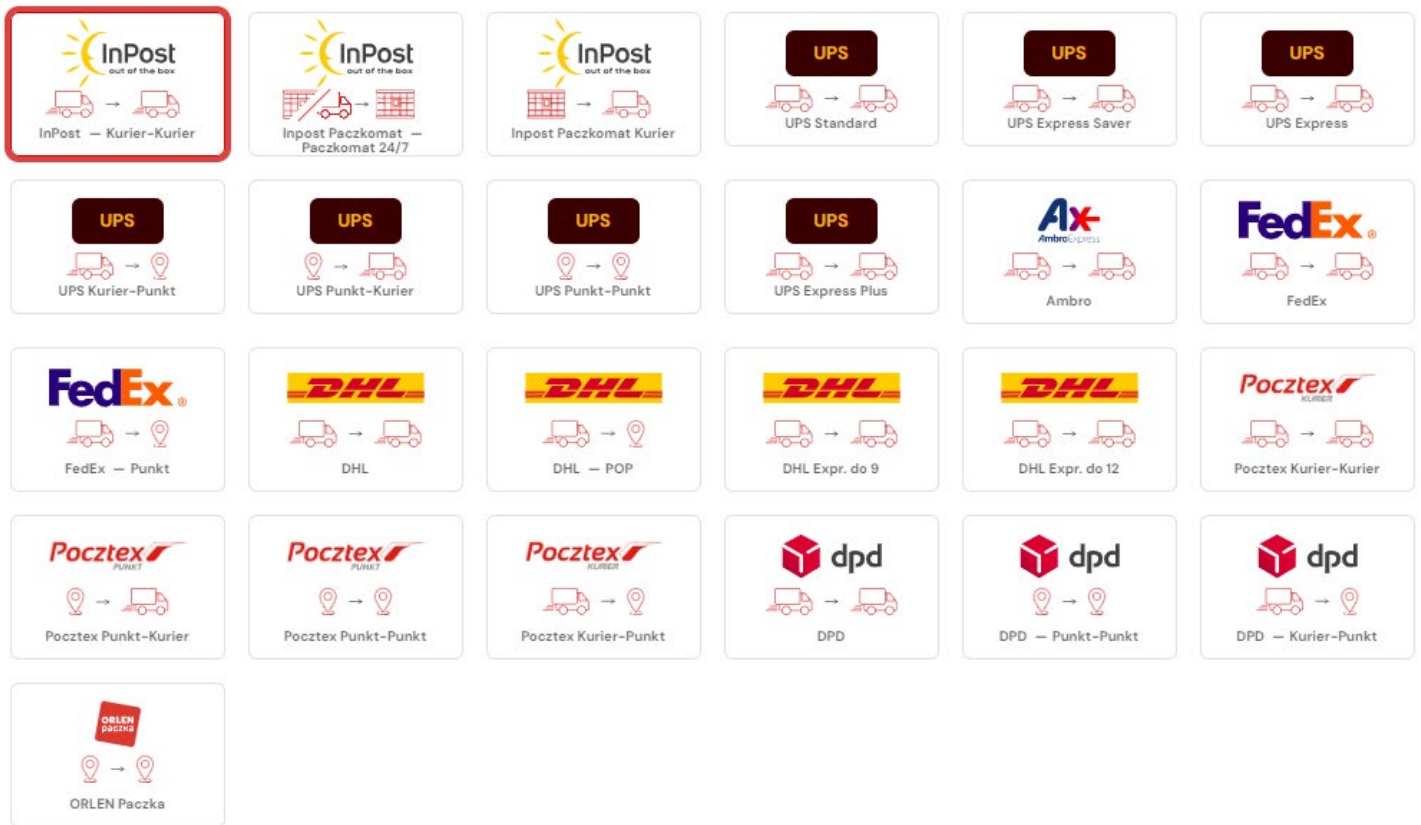 InPost
out of the box
InPost — Kurier-Kurier
InPost
out of the box
Inpost Paczkomat —
Paczkomat 24/7
InPost
out of the box
Inpost Paczkomat Kurier
UPS
UPS Standard
UPS
UPS Express Saver
UPS
UPS Express
UPS
UPS Kurier-Punkt
UPS
UPS Punkt-Kurier
UPS
UPS Punkt-Punkt
UPS
UPS Express Plus
Ax
AmbroExpress
Ambro
FedEx®
FedEx
FedEx®
FedEx — Punkt
DHL
DHL
DHL
DHL — POP
DHL
DHL Expr. do 9
DHL
DHL Expr. do 12
Pocztex
KURIER
Pocztex Kurier-Kurier
Pocztex
PUNKT
Pocztex Punkt-Kurier
Pocztex
PUNKT
Pocztex Punkt-Punkt
Pocztex
KURIER
Pocztex Kurier-Punkt
dpd
DPD
dpd
DPD — Punkt-Punkt
dpd
DPD — Kurier-Punkt
ORLEN
paczka
ORLEN Paczka